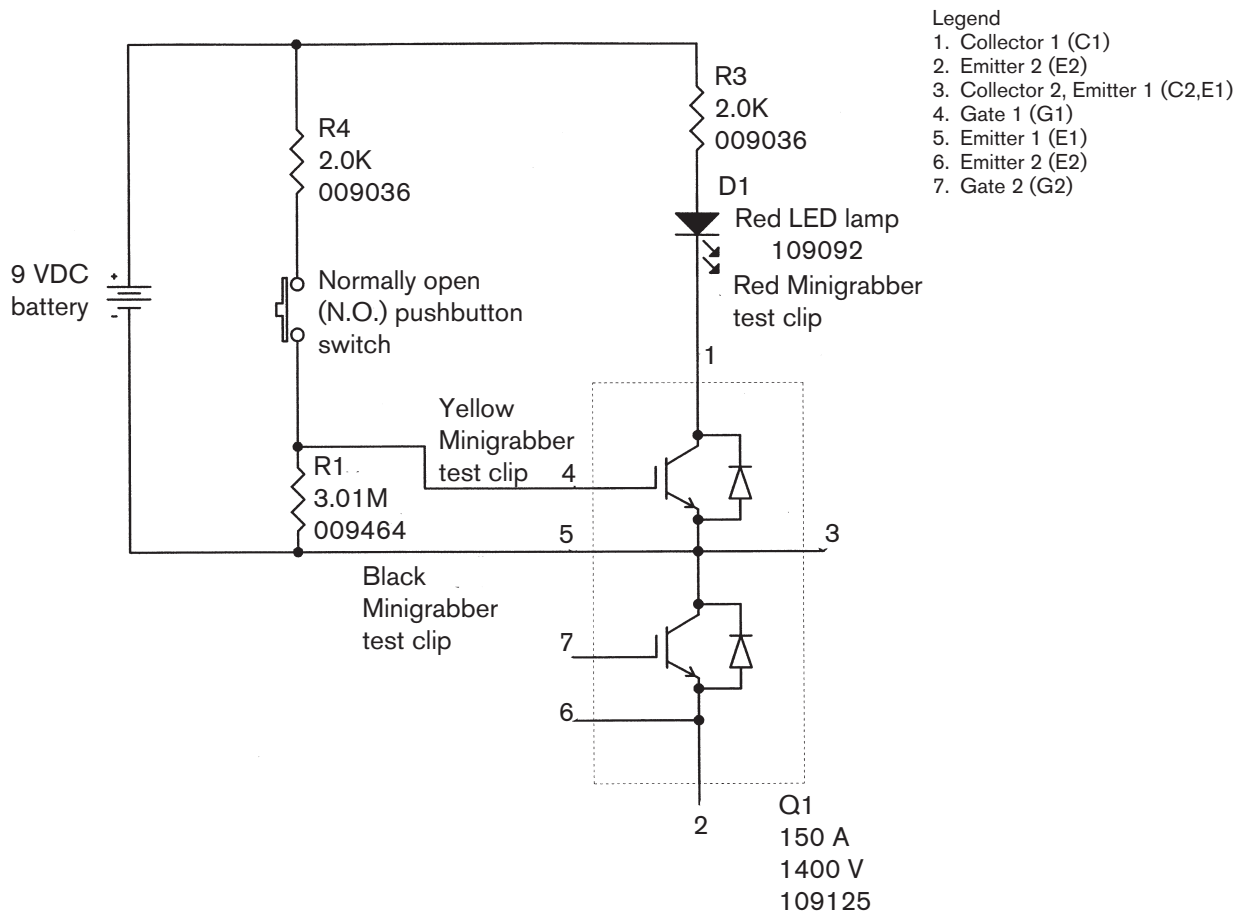 Legend
1. Collector 1 (C1)
2. Emitter 2 (E2)
3. Collector 2, Emitter 1 (C2,E1)
4. Gate 1 (G1)
5. Emitter 1 (E1)
6. Emitter 2 (E2)
7. Gate 2 (G2)
R3
2.0K
009036
R4
2.0K
009036
D1
Red LED lamp
109092
Red Minigrabber
test clip
9 VDC
battery
+
-
Normally open
(N.O.) pushbutton
switch
1
Yellow
Minigrabber
test clip
4
R1
3.01M
009464
5
3
Black
Minigrabber
test clip
7
6
2
Q1
150 A
1400 V
109125